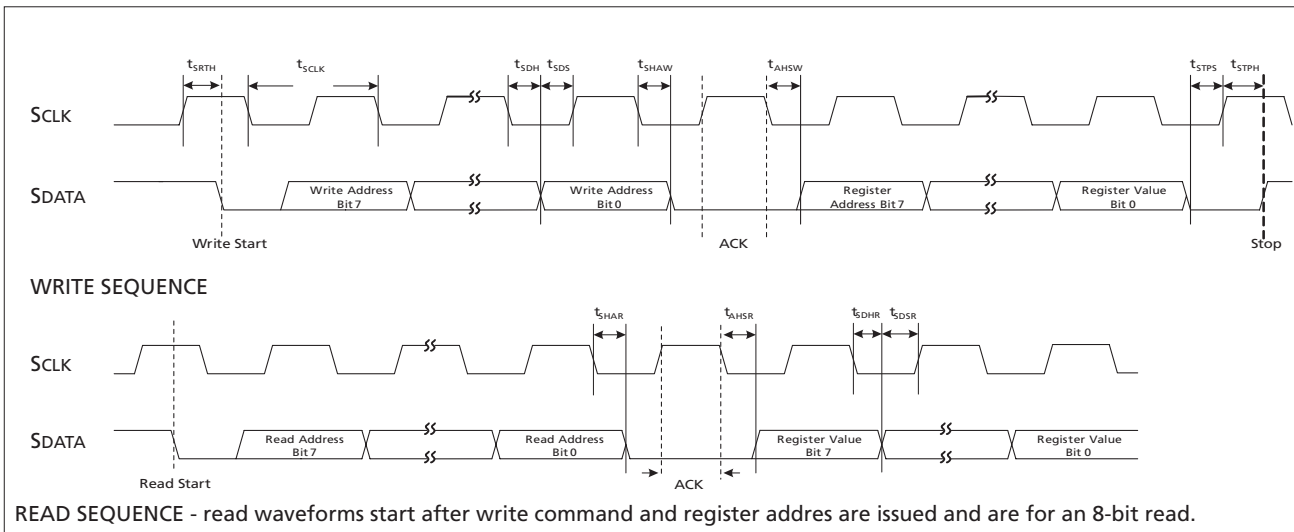 tSRTH tSCLK tSDH tSDS tSHAW tAHSW tSTPS tSTPH
SCLK
SDATA
Write Address
Bit 7
Write Address
Bit 0
Register
Address Bit 7
Register Value
Bit 0
Write Start
ACK
Stop
WRITE SEQUENCE
tSHAR tAHSR tSDHR tSDSR
SCLK
SDATA
Read Address
Bit 7
Read Address
Bit 0
Register Value
Bit 7
Register Value
Bit 0
Read Start
ACK
READ SEQUENCE - read waveforms start after write command and register addres are issued and are for an 8-bit read.